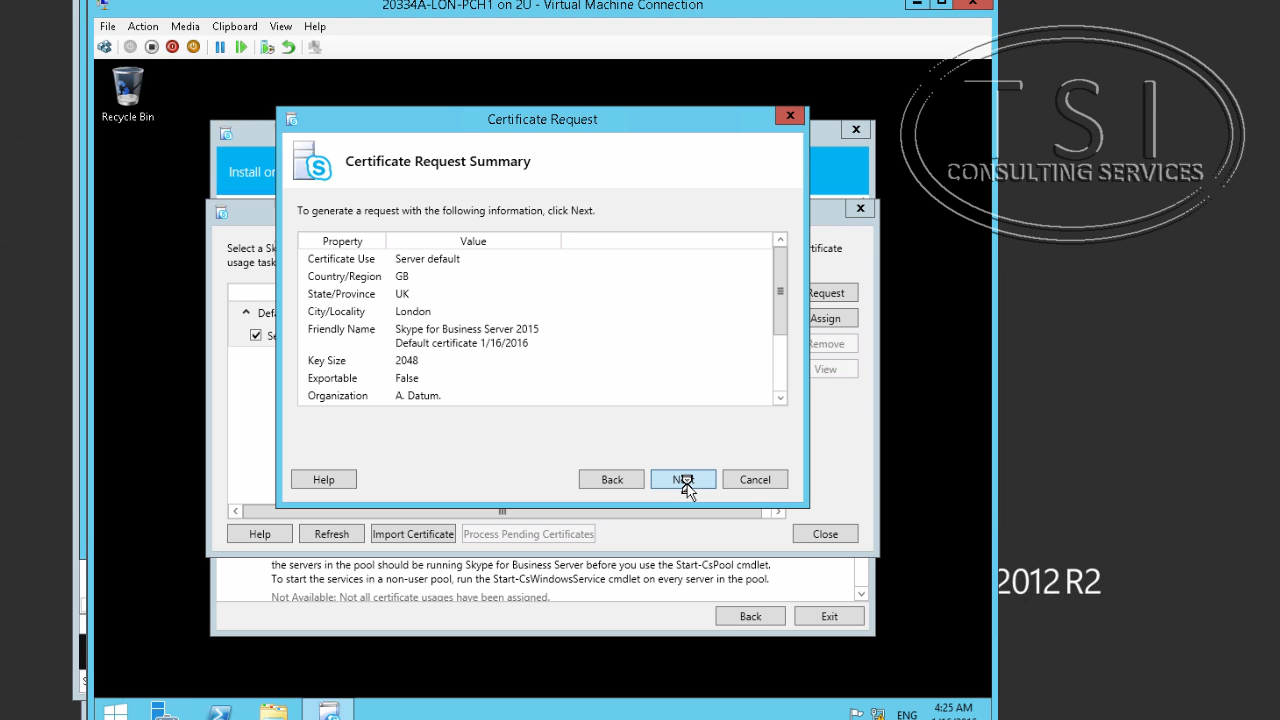 20334A-LON-PCH1 on 2U - Virtual Machine Connection
File Action Media Clipboard View Help
Recycle Bin
TSI
CONSULTING SERVICES
Install or
Certificate Request
Certificate Request Summary
To generate a request with the following information, click Next.
Property Value
Certificate Use Server default
Country/Region GB
State/Province UK
City/Locality London
Friendly Name Skype for Business Server 2015
Default certificate 1/16/2016
Key Size 2048
Exportable False
Organization A. Datum.
Help Back Next Cancel
Select a Sk
usage task
tificate
Defa
Se
Request
Assign
Remove
View
Help Refresh Import Certificate Process Pending Certificates Close
the servers in the pool should be running Skype for Business Server before you use the Start-CsPool cmdlet.
To start the services in a non-user pool, run the Start-CsWindowsService cmdlet on every server in the pool.
Not Available: Not all certificate usages have been assigned.
Back Exit
2012 R2
ENG
4:25 AM